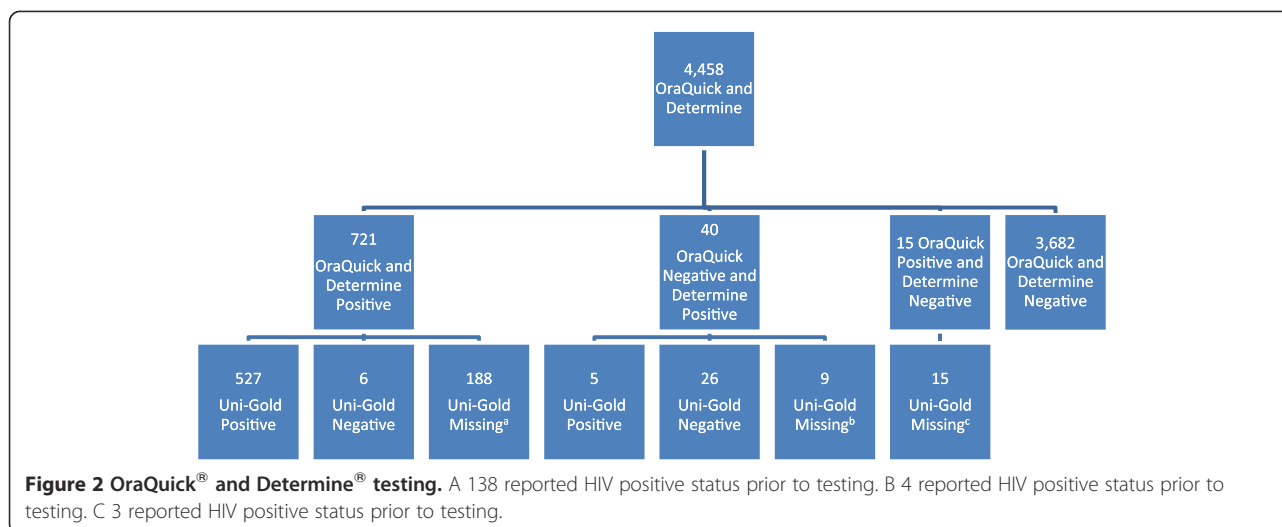 4,458
OraQuick and
Determine
721
OraQuick and
Determine
Positive
40
OraQuick
Negative and
Determine
Positive
15 OraQuick
Positive and
Determine
Negative
3,682
OraQuick and
Determine
Negative
527
Uni-Gold
Positive
6
Uni-Gold
Negative
188
Uni-Gold
Missingᵃ
5
Uni-Gold
Positive
26
Uni-Gold
Negative
9
Uni-Gold
Missingᵇ
15
Uni-Gold
Missingᶜ
Figure 2 OraQuick® and Determine® testing. A 138 reported HIV positive status prior to testing. B 4 reported HIV positive status prior to
testing. C 3 reported HIV positive status prior to testing.